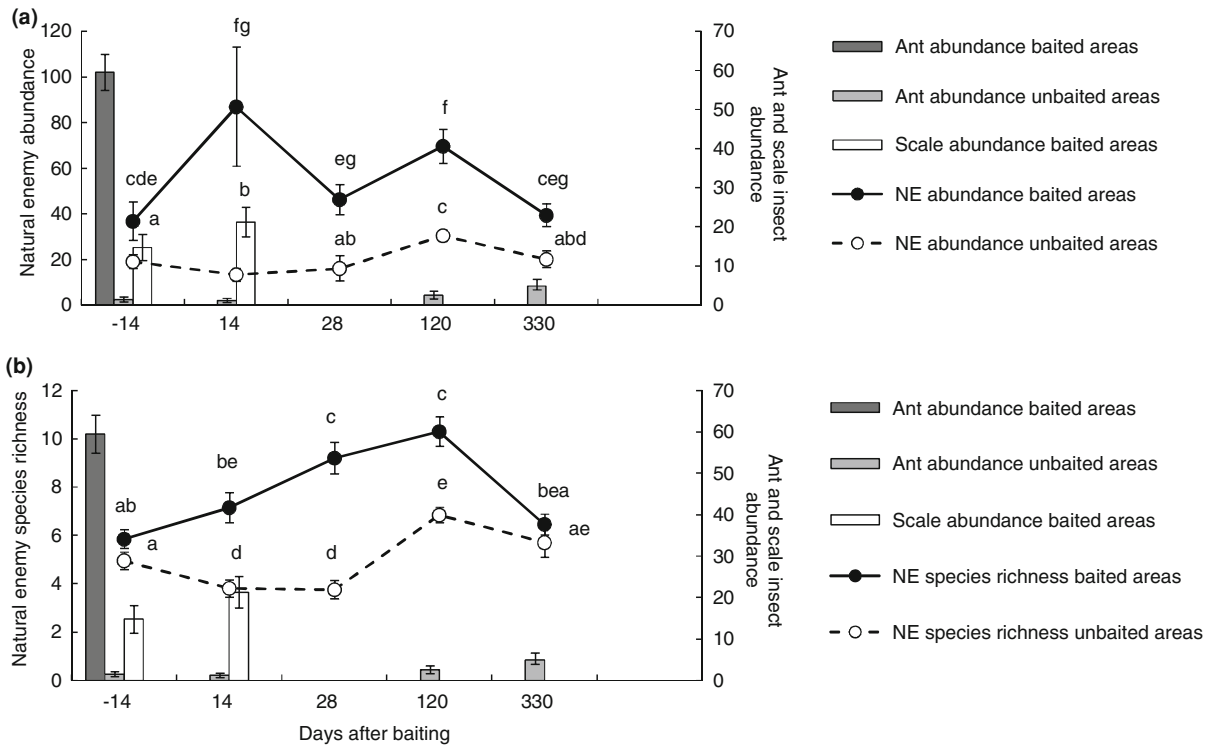 (a)
Natural enemy abundance
120
100
80
60
40
20
0
fg
f
cde
eg
ceg
a
b
ab
c
abd
-14
14
28
120
330
70
60
50
40
30
20
10
0
Ant and scale insect
abundance
Ant abundance baited areas
Ant abundance unbaited areas
Scale abundance baited areas
NE abundance baited areas
NE abundance unbaited areas
(b)
Natural enemy species richness
12
10
8
6
4
2
0
c
c
be
ab
bea
e
ae
a
d
d
-14
14
28
120
330
Days after baiting
70
60
50
40
30
20
10
0
Ant and scale insect
abundance
Ant abundance baited areas
Ant abundance unbaited areas
Scale abundance baited areas
NE species richness baited areas
NE species richness unbaited areas